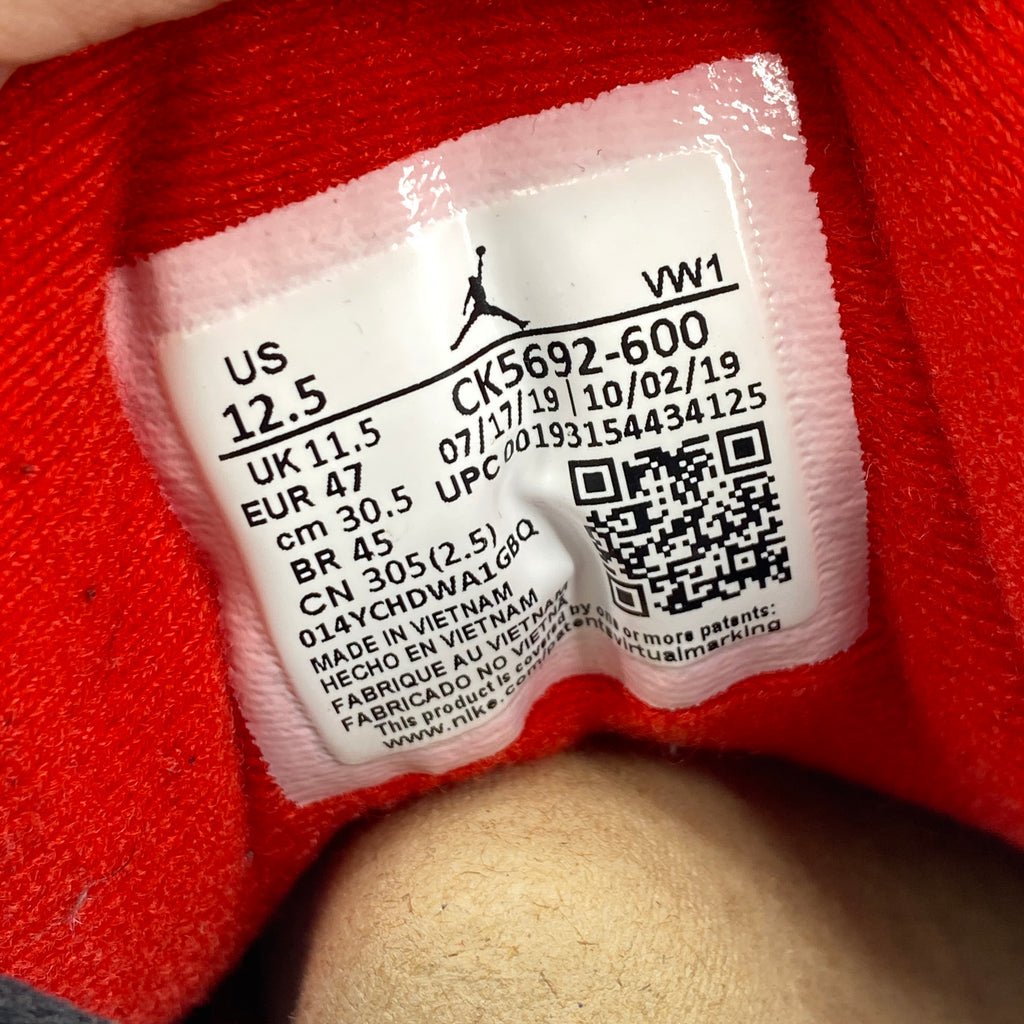 VW1
US
12.5
CK5692-600
07/17/19 | 10/02/19
UPC 00193154434125
UK 11.5
EUR 47
cm 30.5
BR 45
CN 305(2.5)
014YCHDWA1GBQ
MADE IN VIETNAM
HECHO EN VIETNAM
FABRIQUE AU VIETNAM
FABRICADO NO VIETNA
This product is covered by one or more patents:
www.nike.com/patentsvirtualmarking